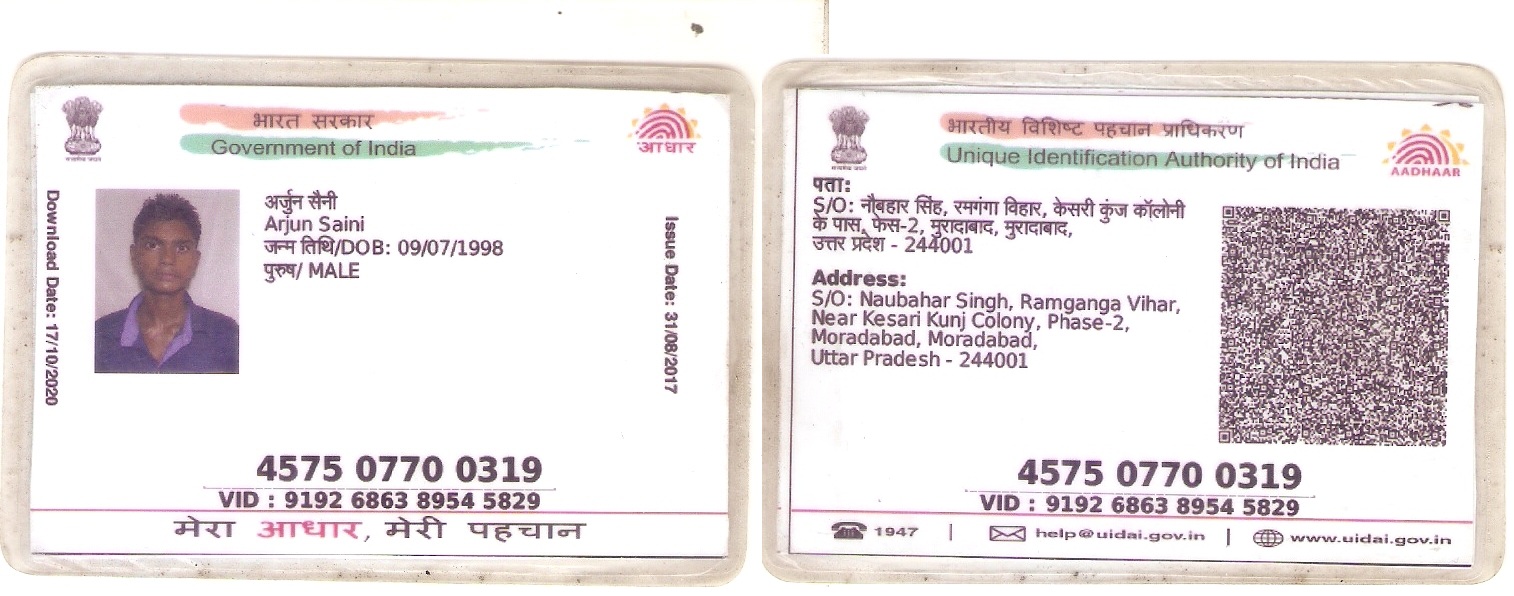 भारत सरकार
Government of India
आधार
Download Date: 17/10/2020
अर्जुन सैनी
Arjun Saini
जन्म तिथि/DOB: 09/07/1998
पुरुष/ MALE
Issue Date: 31/08/2017
4575 0770 0319
VID : 9192 6863 8954 5829
मेरा आधार, मेरी पहचान
भारतीय विशिष्ट पहचान प्राधिकरण
Unique Identification Authority of India
AADHAAR
पता:
S/O: नौबहार सिंह, रमगंगा विहार, केसरी कुंज कॉलोनी
के पास, फेस-2, मुरादाबाद, मुरादाबाद,
उत्तर प्रदेश - 244001
Address:
S/O: Naubahar Singh, Ramganga Vihar,
Near Kesari Kunj Colony, Phase-2,
Moradabad, Moradabad,
Uttar Pradesh - 244001
4575 0770 0319
VID : 9192 6863 8954 5829
1947 | help@uidai.gov.in | www.uidai.gov.in